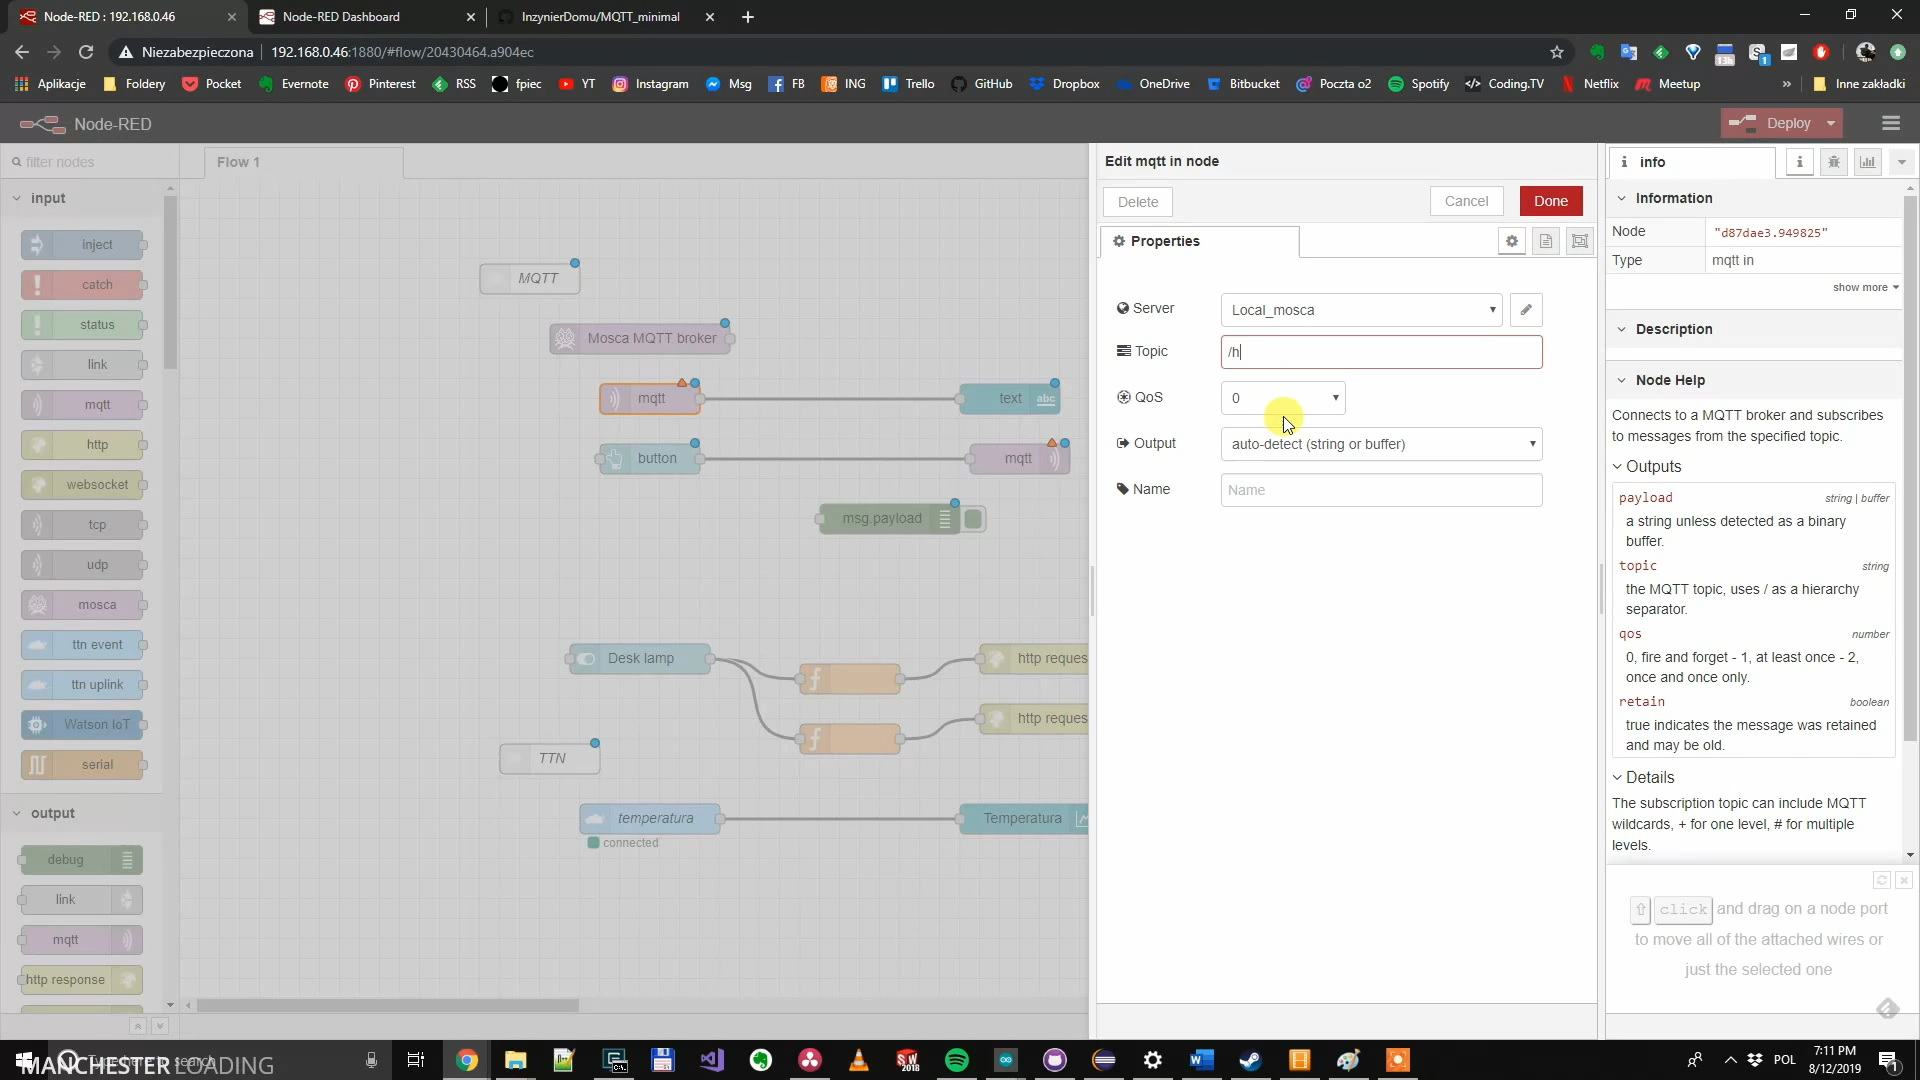 Node-RED : 192.168.0.46
Node-RED Dashboard
InzynierDomu/MQTT_minimal
Niezabezpieczona
192.168.0.46:1880/#flow/20430464.a904ec
13h
1
Aplikacje
Foldery
Pocket
Evernote
Pinterest
RSS
fpiec
YT
Instagram
Msg
FB
ING
Trello
GitHub
Dropbox
OneDrive
Bitbucket
Poczta o2
Spotify
Coding.TV
Netflix
Meetup
»
Inne zakładki
Node-RED
Deploy
filter nodes
Flow 1
input
inject
catch
status
link
mqtt
http
websocket
tcp
udp
mosca
ttn event
ttn uplink
Watson IoT
serial
output
debug
link
mqtt
http response
MQTT
Mosca MQTT broker
mqtt
text
abc
button
mqtt
msg.payload
Desk lamp
http reques
http reques
TTN
temperatura
connected
Temperatura
Edit mqtt in node
Delete
Cancel
Done
Properties
Server
Local_mosca
Topic
/h
QoS
0
Output
auto-detect (string or buffer)
Name
Name
info
Information
Node
"d87dae3.949825"
Type
mqtt in
show more
Description
Node Help
Connects to a MQTT broker and subscribes
to messages from the specified topic.
Outputs
payload
string | buffer
a string unless detected as a binary
buffer.
topic
string
the MQTT topic, uses / as a hierarchy
separator.
qos
number
0, fire and forget - 1, at least once - 2,
once and once only.
retain
boolean
true indicates the message was retained
and may be old.
Details
The subscription topic can include MQTT
wildcards, + for one level, # for multiple
levels.
click and drag on a node port
to move all of the attached wires or
just the selected one
Type here to search
MANCHESTER LOADING
2018
POL
7:11 PM
8/12/2019
1